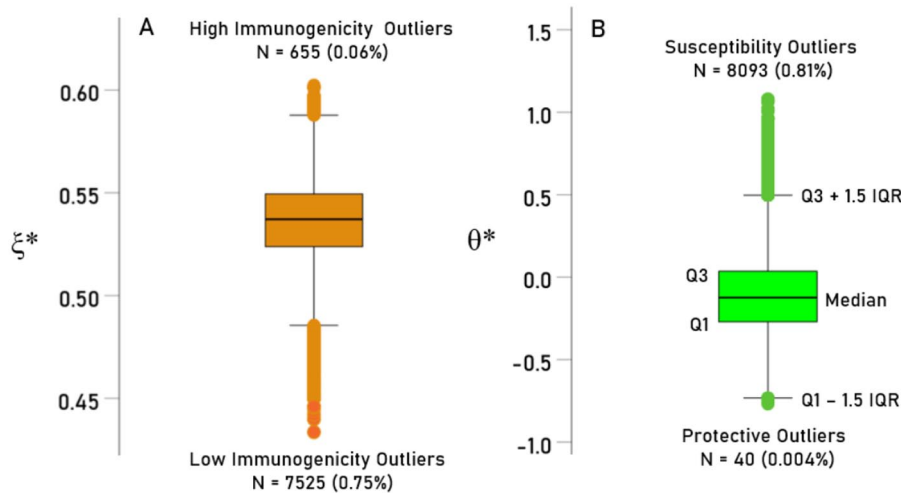 A
High Immunogenicity Outliers
N = 655 (0.06%)
0.60
0.55
0.50
0.45
ξ*
Low Immunogenicity Outliers
N = 7525 (0.75%)
B
Susceptibility Outliers
N = 8093 (0.81%)
1.5
1.0
0.5
0.0
-0.5
-1.0
θ*
Q3 + 1.5 IQR
Q3
Median
Q1
Q1 – 1.5 IQR
Protective Outliers
N = 40 (0.004%)